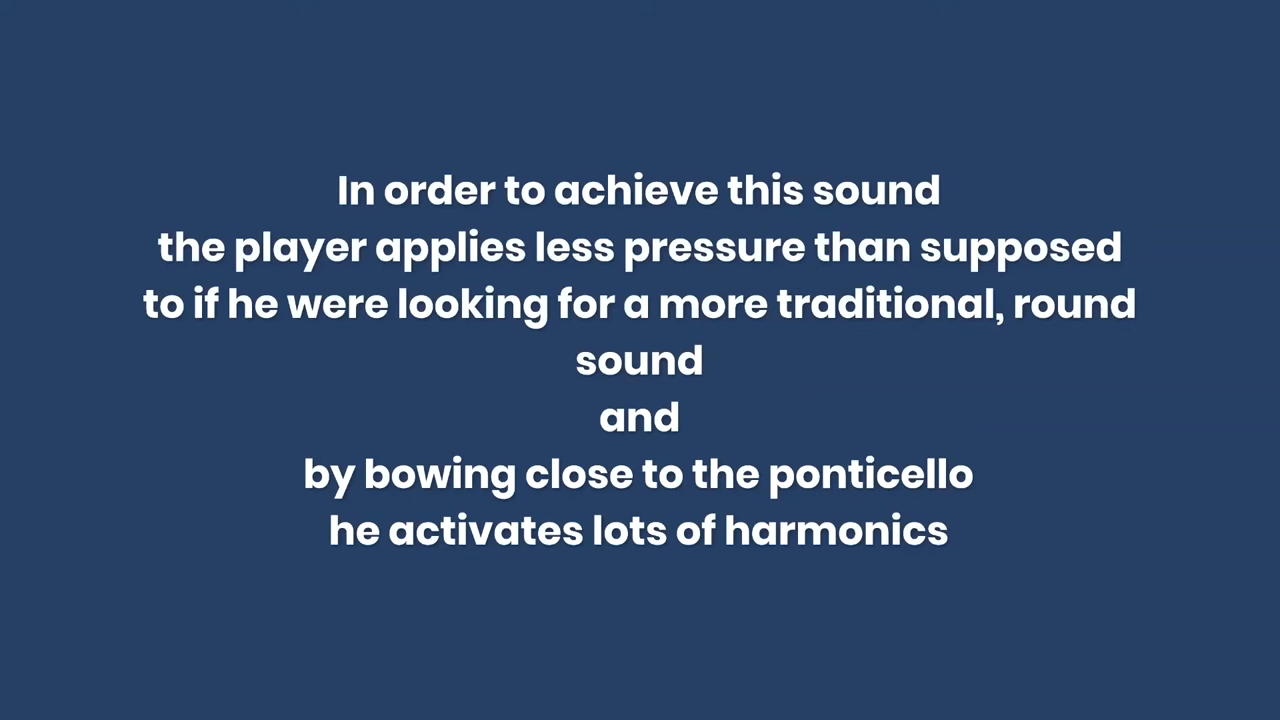 In order to achieve this sound
the player applies less pressure than supposed
to if he were looking for a more traditional, round
sound
and
by bowing close to the ponticello
he activates lots of harmonics